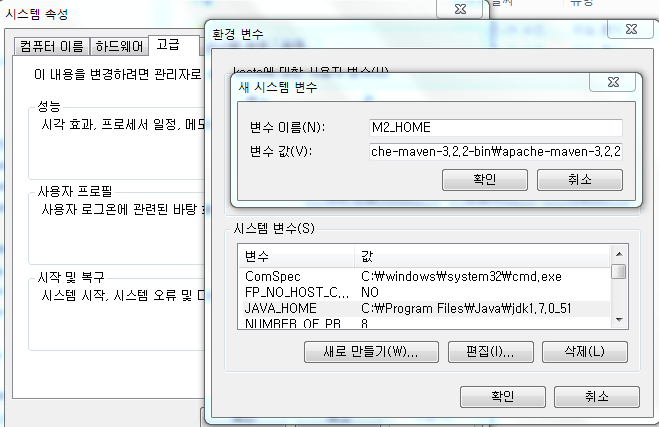 시스템 속성
컴퓨터 이름
하드웨어
고급
이 내용을 변경하려면 관리자로
성능
시각 효과, 프로세서 일정, 메모
사용자 프로필
사용자 로그온에 관련된 바탕
시작 및 복구
시스템 시작, 시스템 오류 및 디
환경 변수
새 시스템 변수
변수 이름(N):
M2_HOME
변수 값(V):
che-maven-3.2.2-bin\apache-maven-3.2.2
확인
취소
시스템 변수(S)
변수
값
ComSpec
C:\windows\system32\cmd.exe
FP_NO_HOST_C...
NO
JAVA_HOME
C:\Program Files\Java\jdk1.7.0_51
NUMBER_OF_PR...
8
새로 만들기(W)...
편집(I)...
삭제(L)
확인
취소